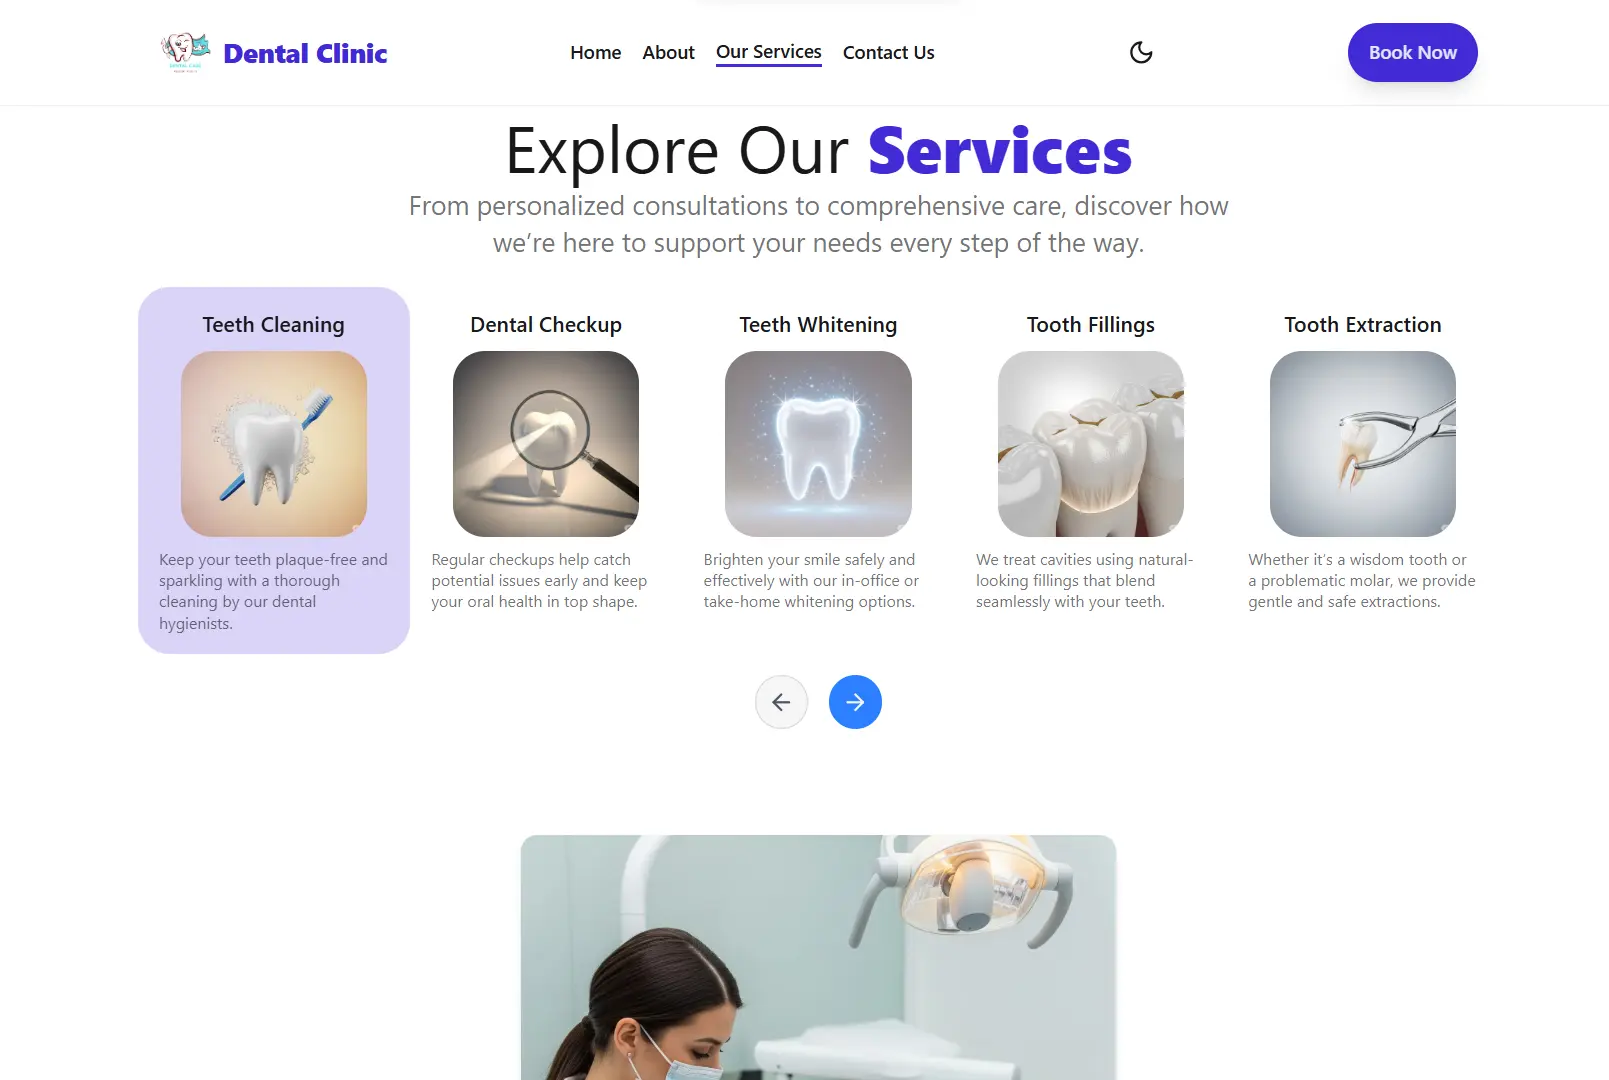 Dental Clinic
Home
About
Our Services
Contact Us
Book Now
Explore Our Services
From personalized consultations to comprehensive care, discover how
we’re here to support your needs every step of the way.
Teeth Cleaning
Keep your teeth plaque-free and
sparkling with a thorough
cleaning by our dental
hygienists.
Dental Checkup
Regular checkups help catch
potential issues early and keep
your oral health in top shape.
Teeth Whitening
Brighten your smile safely and
effectively with our in-office or
take-home whitening options.
Tooth Fillings
We treat cavities using natural-
looking fillings that blend
seamlessly with your teeth.
Tooth Extraction
Whether it’s a wisdom tooth or
a problematic molar, we provide
gentle and safe extractions.